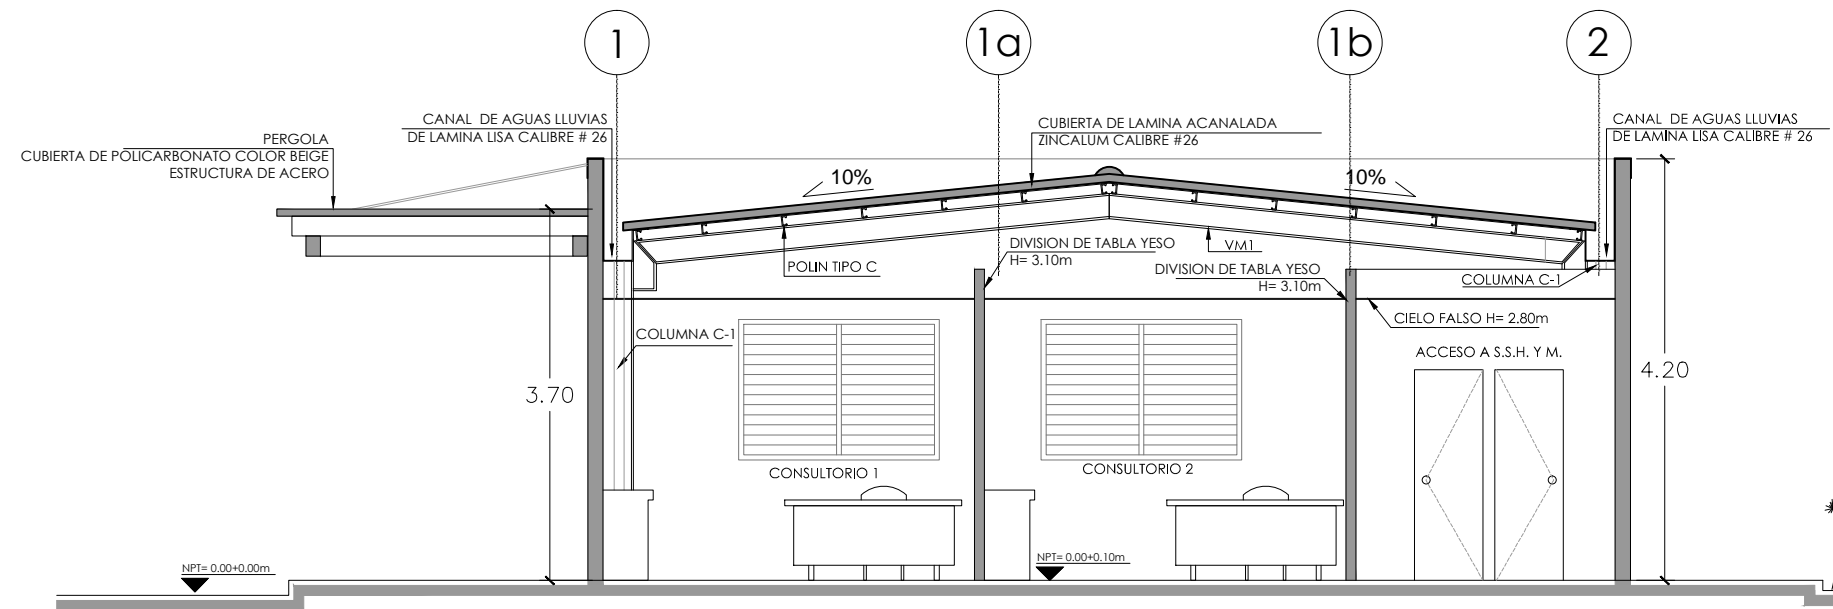 1
1a
1b
2
CANAL DE AGUAS LLUVIAS
DE LAMINA LISA CALIBRE # 26
PERGOLA
CUBIERTA DE POLICARBONATO COLOR BEIGE
ESTRUCTURA DE ACERO
CUBIERTA DE LAMINA ACANALADA
ZINCALUM CALIBRE #26
CANAL DE AGUAS LLUVIAS
DE LAMINA LISA CALIBRE # 26
10%
10%
POLIN TIPO C
DIVISION DE TABLA YESO
H= 3.10m
VM1
DIVISION DE TABLA YESO
H= 3.10m
COLUMNA C-1
COLUMNA C-1
CIELO FALSO H= 2.80m
ACCESO A S.S.H. Y M.
3.70
4.20
CONSULTORIO 1
CONSULTORIO 2
NPT= 0.00+0.00m
NPT= 0.00+0.10m